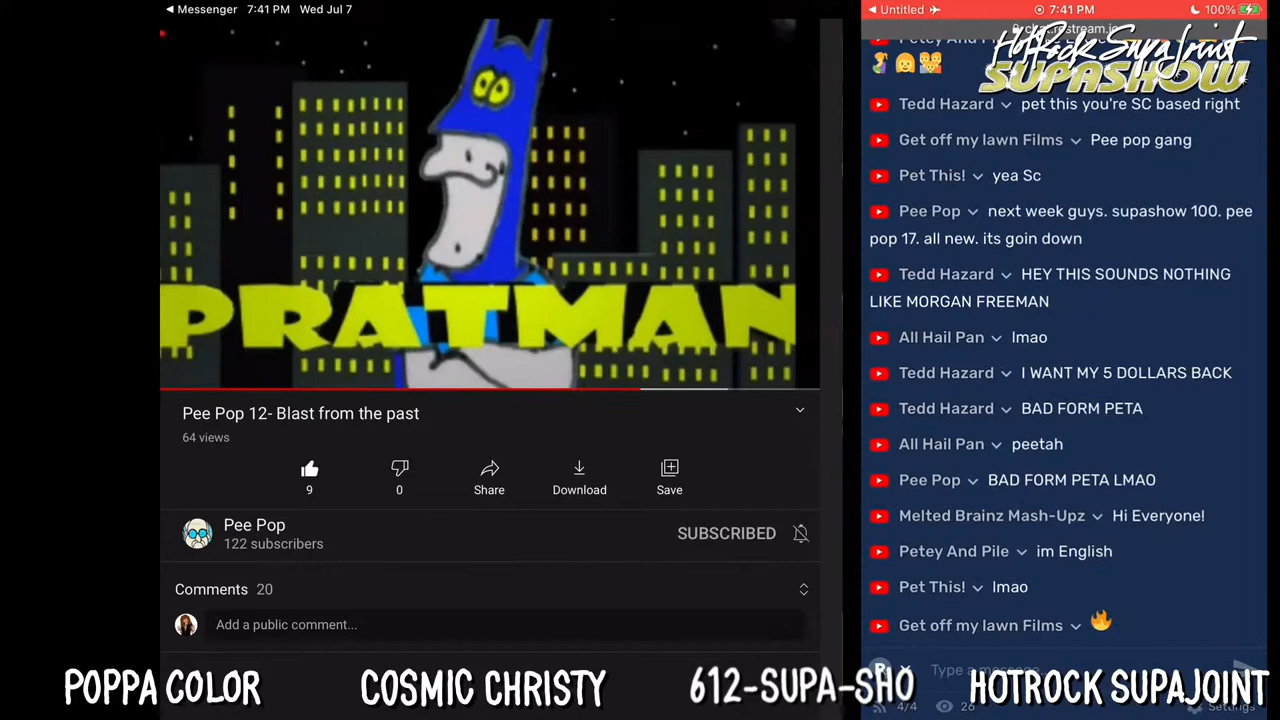 Messenger 7:41 PM Wed Jul 7
PRATMAN
Pee Pop 12- Blast from the past
64 views
9
0
Share
Download
Save
Pee Pop
122 subscribers
SUBSCRIBED
Comments 20
Add a public comment...
Untitled 7:41 PM 100%
HotRock SupaJoint
SUPASHOW
Tedd Hazard pet this you're SC based right
Get off my lawn Films Pee pop gang
Pet This! yea Sc
Pee Pop next week guys. supashow 100. pee
pop 17. all new. its goin down
Tedd Hazard HEY THIS SOUNDS NOTHING
LIKE MORGAN FREEMAN
All Hail Pan lmao
Tedd Hazard I WANT MY 5 DOLLARS BACK
Tedd Hazard BAD FORM PETA
All Hail Pan peetah
Pee Pop BAD FORM PETA LMAO
Melted Brainz Mash-Upz Hi Everyone!
Petey And Pile im English
Pet This! lmao
Get off my lawn Films 🔥
Type a message
4/4 26 Settings
POPPA COLOR COSMIC CHRISTY 612-SUPA-SHO HOTROCK SUPAJOINT